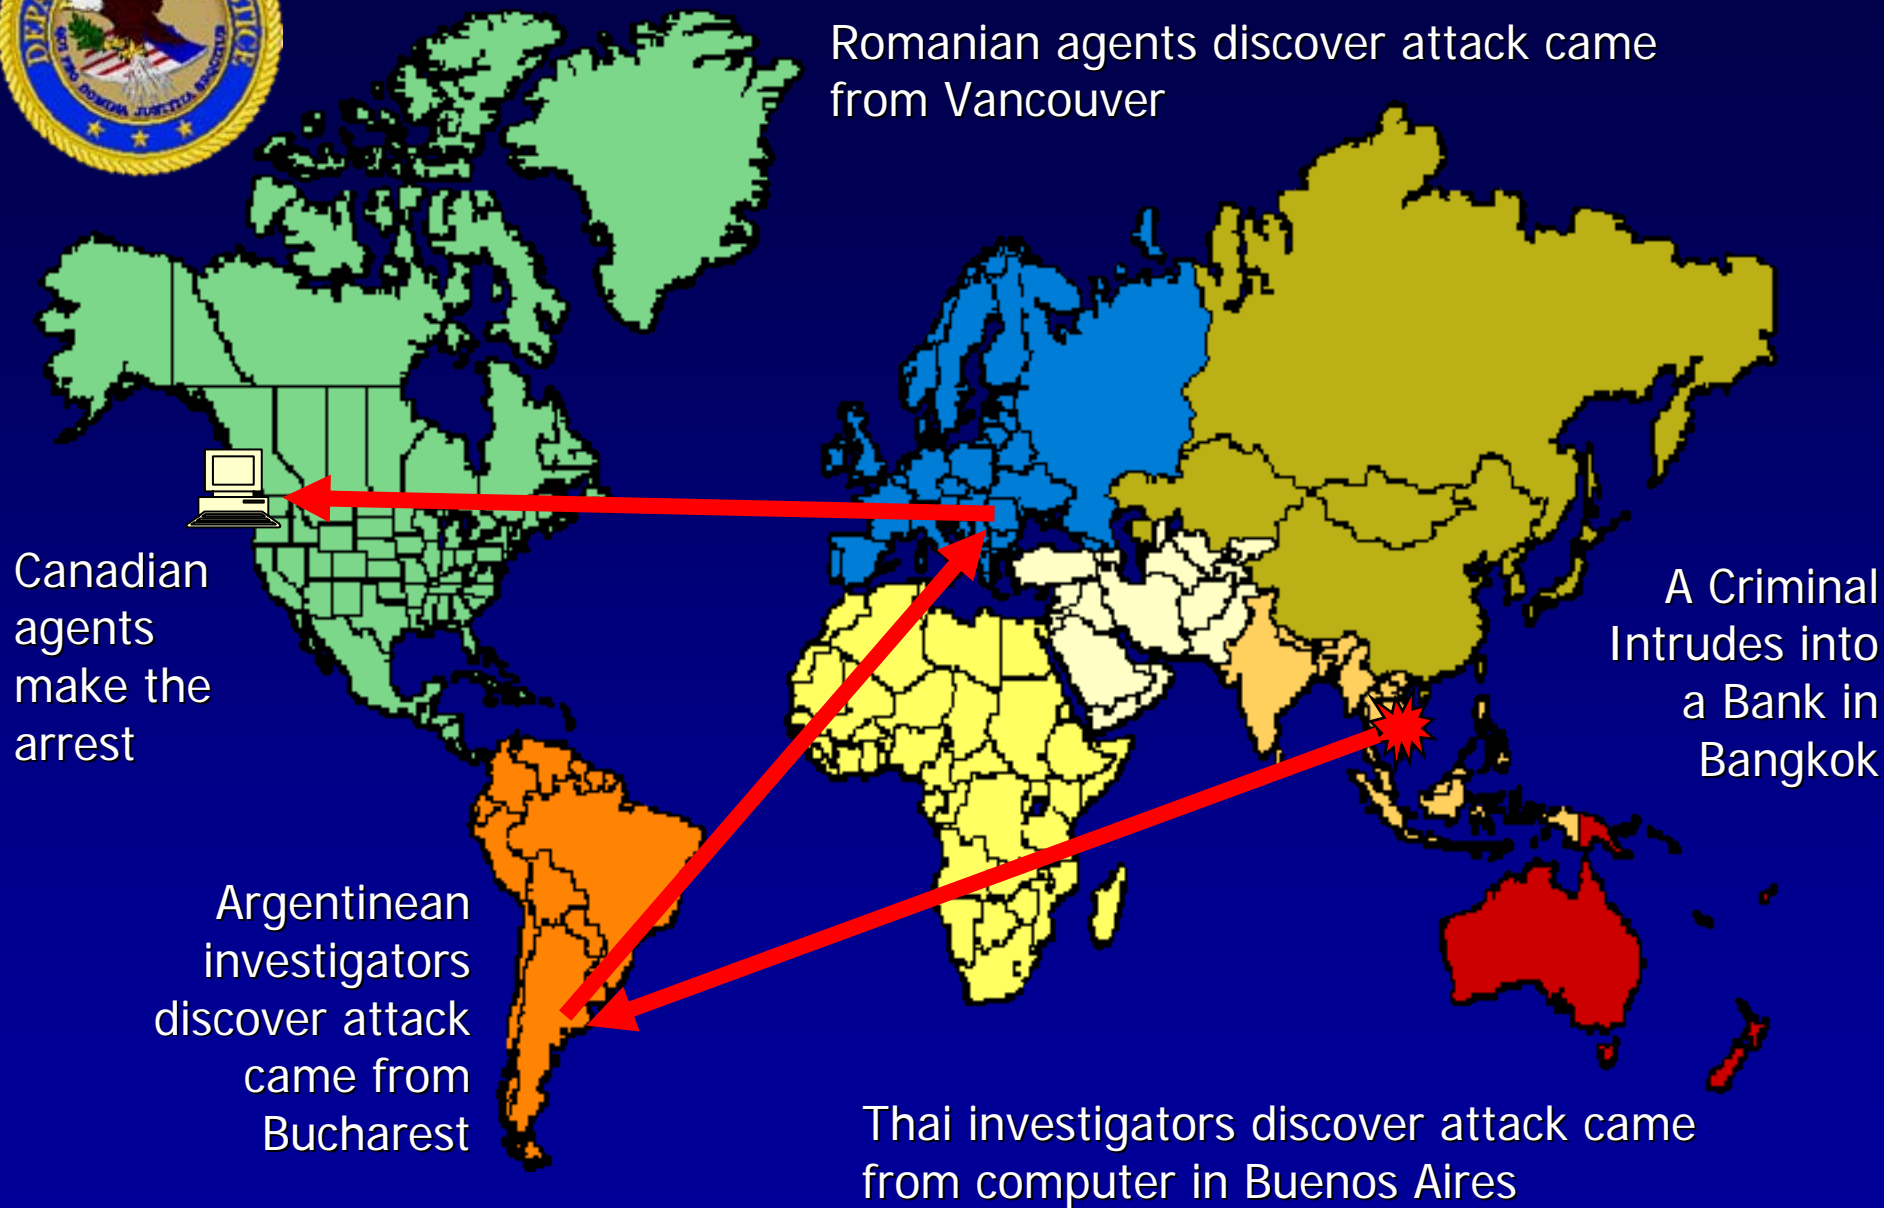 Romanian agents discover attack came
from Vancouver
Canadian
agents
make the
arrest
A Criminal
Intrudes into
a Bank in
Bangkok
Argentinean
investigators
discover attack
came from
Bucharest
Thai investigators discover attack came
from computer in Buenos Aires